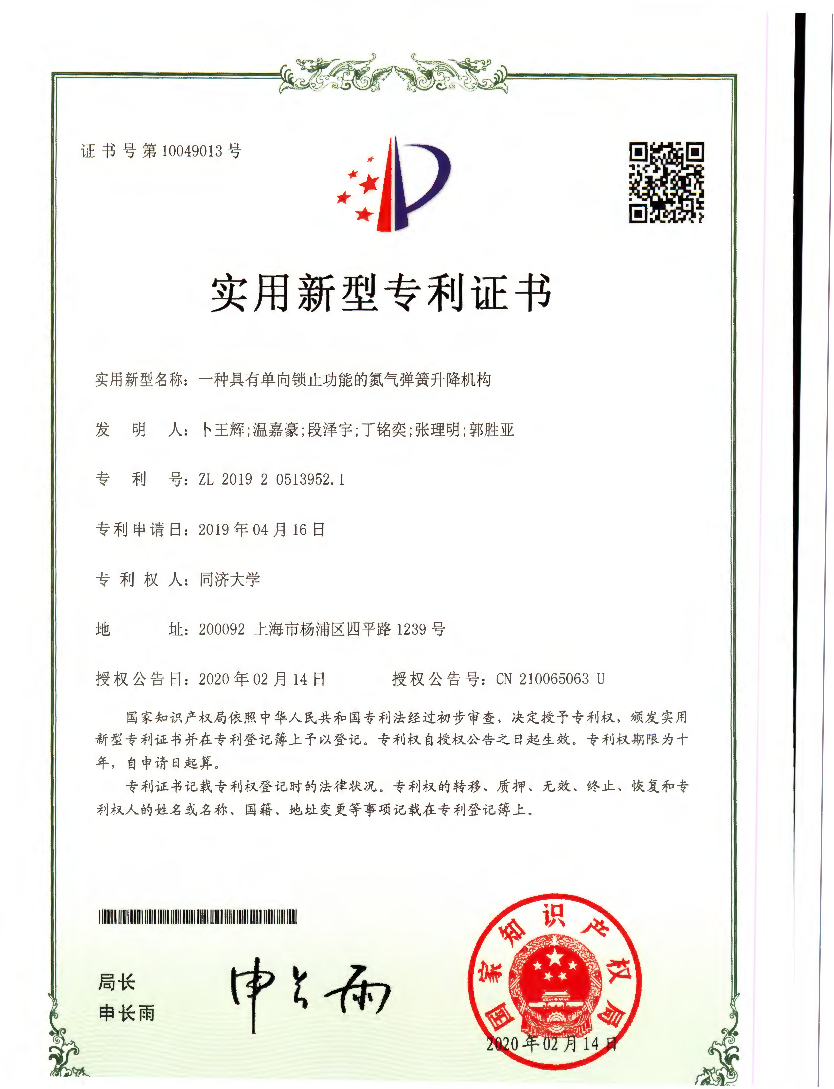 证书号第10049013号
实用新型专利证书
实用新型名称：一种具有单向锁止功能的氮气弹簧升降机构
发 明 人：卜王辉;温嘉豪;段泽宇;丁铭奕;张理明;郭胜亚
专 利 号：ZL 2019 2 0513952.1
专利申请日：2019年04月16日
专 利 权 人：同济大学
地 址：200092 上海市杨浦区四平路1239号
授权公告日：2020年02月14日 授权公告号：CN 210065063 U
国家知识产权局依照中华人民共和国专利法经过初步审查，决定授予专利权，颁发实用
新型专利证书并在专利登记簿上予以登记。专利权自授权公告之日起生效。专利权期限为十
年，自申请日起算。
专利证书记载专利权登记时的法律状况。专利权的转移、质押、无效、终止、恢复和专
利权人的姓名或名称、国籍、地址变更等事项记载在专利登记簿上。
局长
申长雨
申长雨
国家知识产权局
2020年02月14日